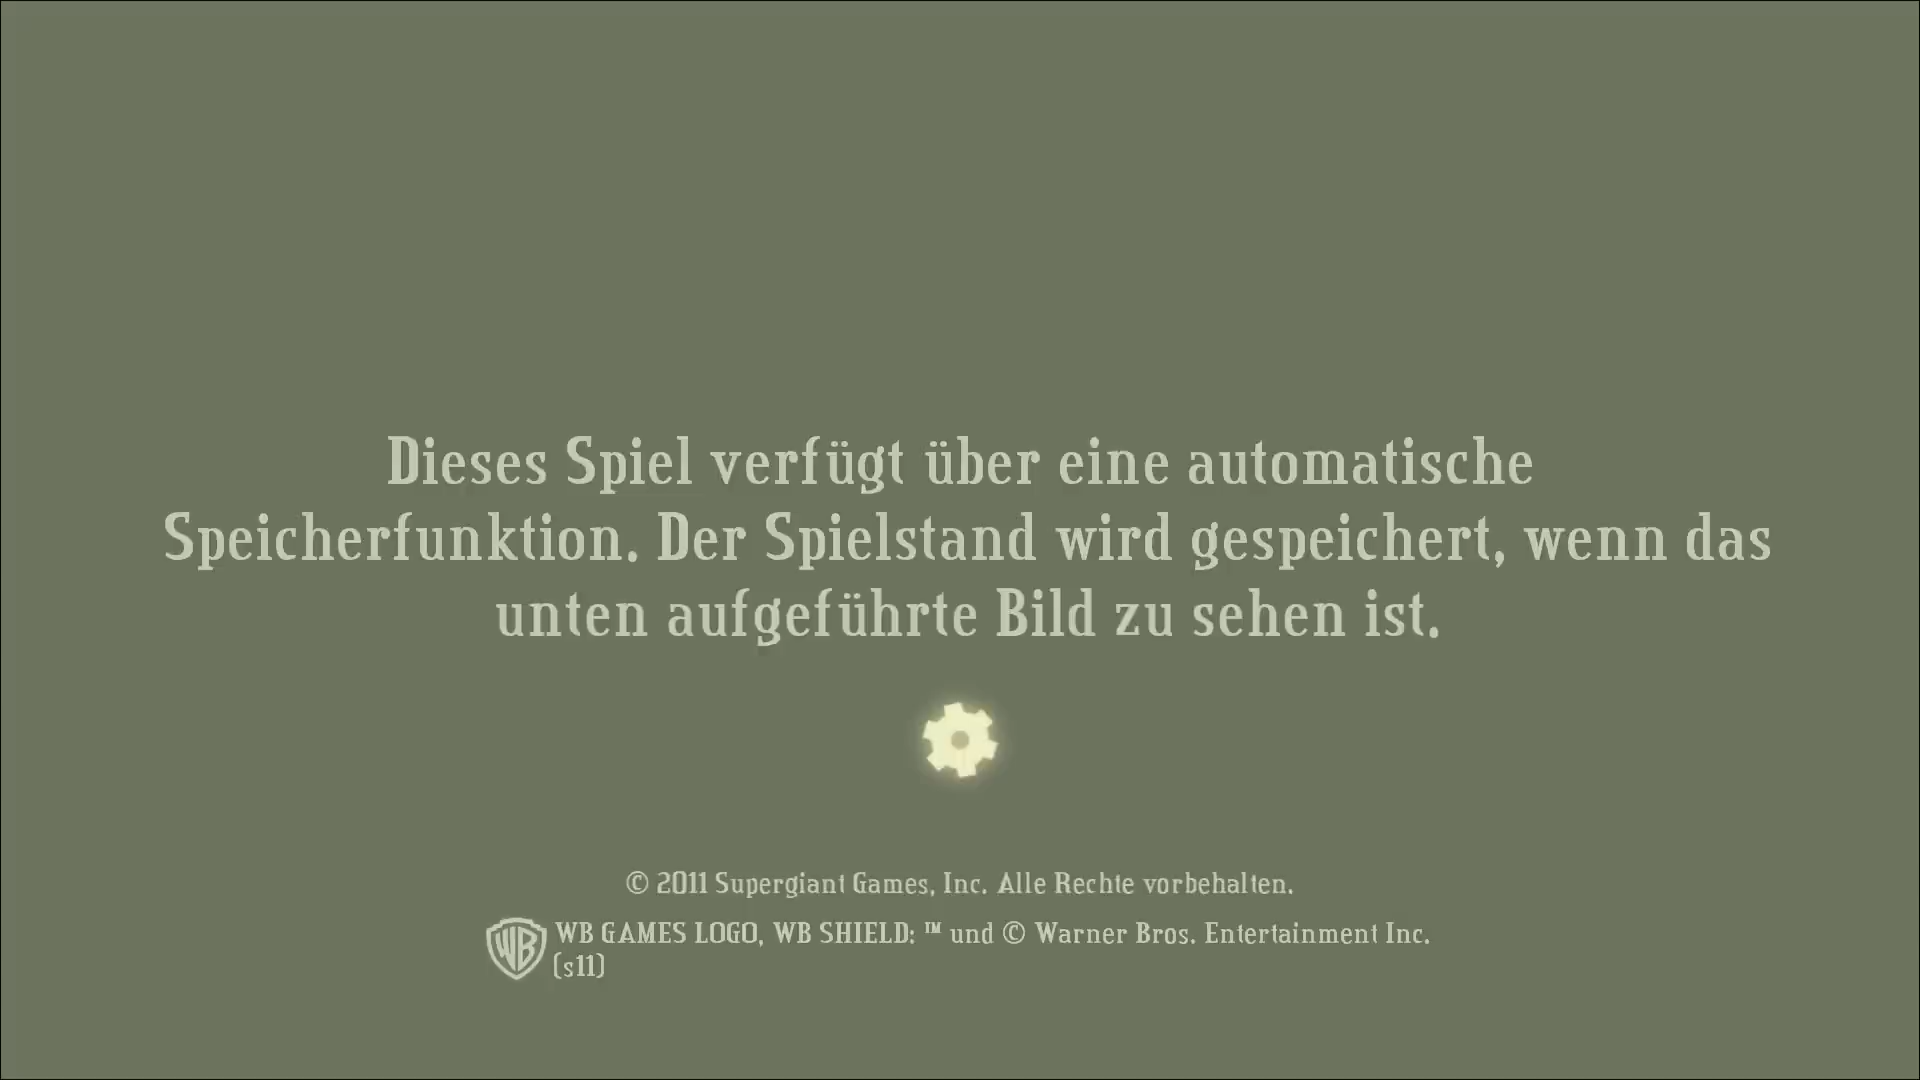 Dieses Spiel verfügt über eine automatische
Speicherfunktion. Der Spielstand wird gespeichert, wenn das
unten aufgeführte Bild zu sehen ist.
© 2011 Supergiant Games, Inc. Alle Rechte vorbehalten.
WB GAMES LOGO, WB SHIELD: ™ und © Warner Bros. Entertainment Inc.
(s11)